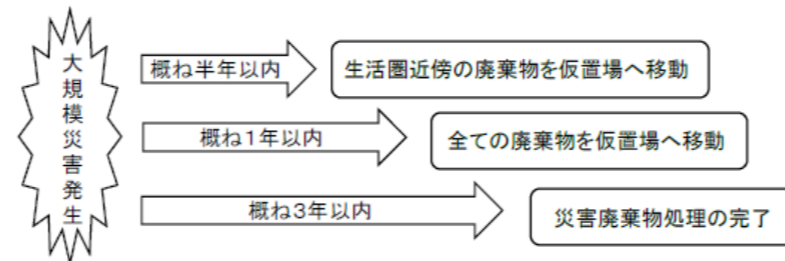 大規模災害発生
概ね半年以内
生活圏近傍の廃棄物を仮置場へ移動
概ね1年以内
全ての廃棄物を仮置場へ移動
概ね3年以内
災害廃棄物処理の完了